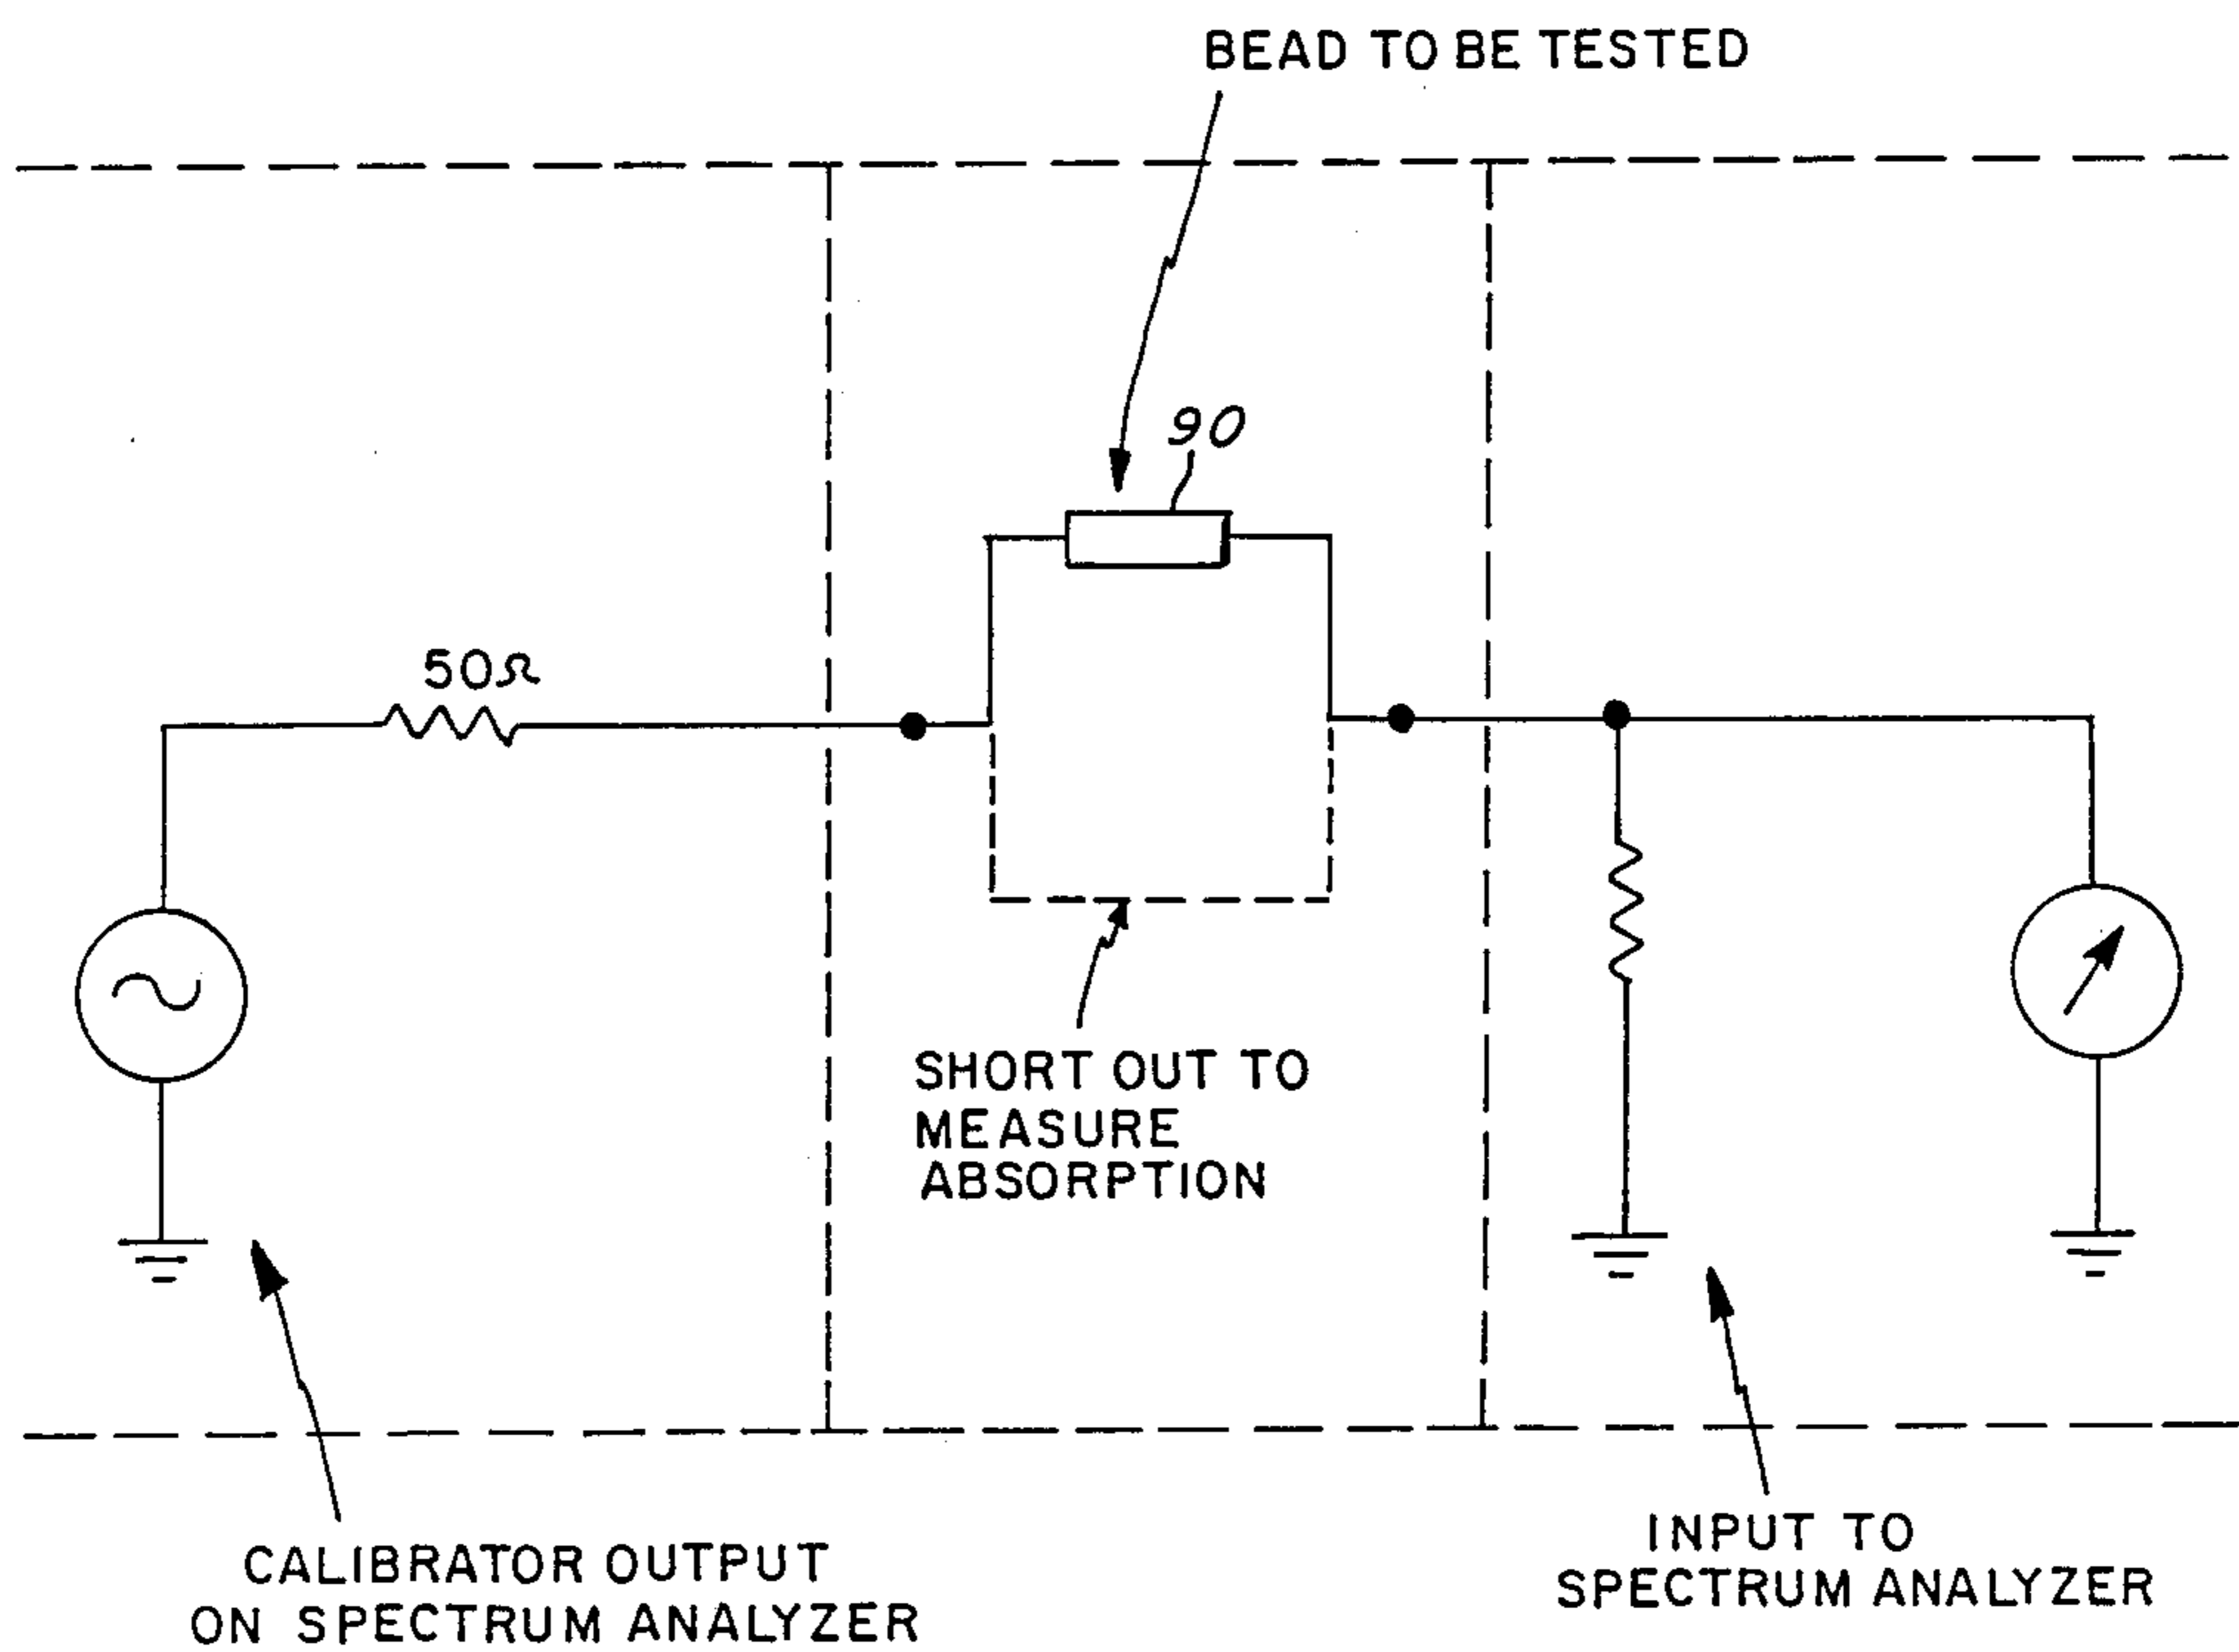 BEAD TO BE TESTED
90
50Ω
SHORT OUT TO
MEASURE
ABSORPTION
CALIBRATOR OUTPUT
ON SPECTRUM ANALYZER
INPUT TO
SPECTRUM ANALYZER